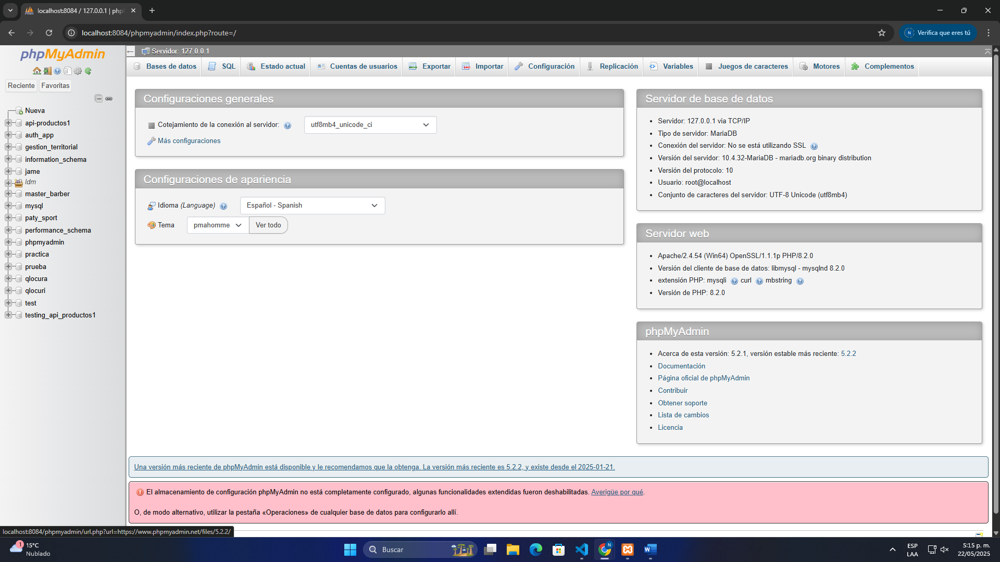 localhost:8084 / 127.0.0.1 | php
localhost:8084/phpmyadmin/index.php?route=/
N Verifica que eres tú
phpMyAdmin
Reciente Favoritas
Nueva
api-productos1
auth_app
gestion_territorial
information_schema
jame
ldm
master_barber
mysql
paty_sport
performance_schema
phpmyadmin
practica
prueba
qlocura
qlocuri
test
testing_api_productos1
Servidor: 127.0.0.1
Bases de datos SQL Estado actual Cuentas de usuarios Exportar Importar Configuración Replicación Variables Juegos de caracteres Motores Complementos
Configuraciones generales
Cotejamiento de la conexión al servidor: utf8mb4_unicode_ci
Más configuraciones
Configuraciones de apariencia
Idioma (Language) Español - Spanish
Tema pmahomme Ver todo
Servidor de base de datos
Servidor: 127.0.0.1 via TCP/IP
Tipo de servidor: MariaDB
Conexión del servidor: No se está utilizando SSL
Versión del servidor: 10.4.32-MariaDB - mariadb.org binary distribution
Versión del protocolo: 10
Usuario: root@localhost
Conjunto de caracteres del servidor: UTF-8 Unicode (utf8mb4)
Servidor web
Apache/2.4.54 (Win64) OpenSSL/1.1.1p PHP/8.2.0
Versión del cliente de base de datos: libmysql - mysqlnd 8.2.0
extensión PHP: mysqli curl mbstring
Versión de PHP: 8.2.0
phpMyAdmin
Acerca de esta versión: 5.2.1, versión estable más reciente: 5.2.2
Documentación
Página oficial de phpMyAdmin
Contribuir
Obtener soporte
Lista de cambios
Licencia
Una versión más reciente de phpMyAdmin está disponible y le recomendamos que la obtenga. La versión más reciente es 5.2.2, y existe desde el 2025-01-21.
El almacenamiento de configuración phpMyAdmin no está completamente configurado, algunas funcionalidades extendidas fueron deshabilitadas. Averigüe por qué.
O, de modo alternativo, utilizar la pestaña «Operaciones» de cualquier base de datos para configurarlo allí.
localhost:8084/phpmyadmin/url.php?url=https://www.phpmyadmin.net/files/5.2.2/
1 15°C
Nublado
Buscar
N
W
ESP
LAA
5:15 p. m.
22/05/2025